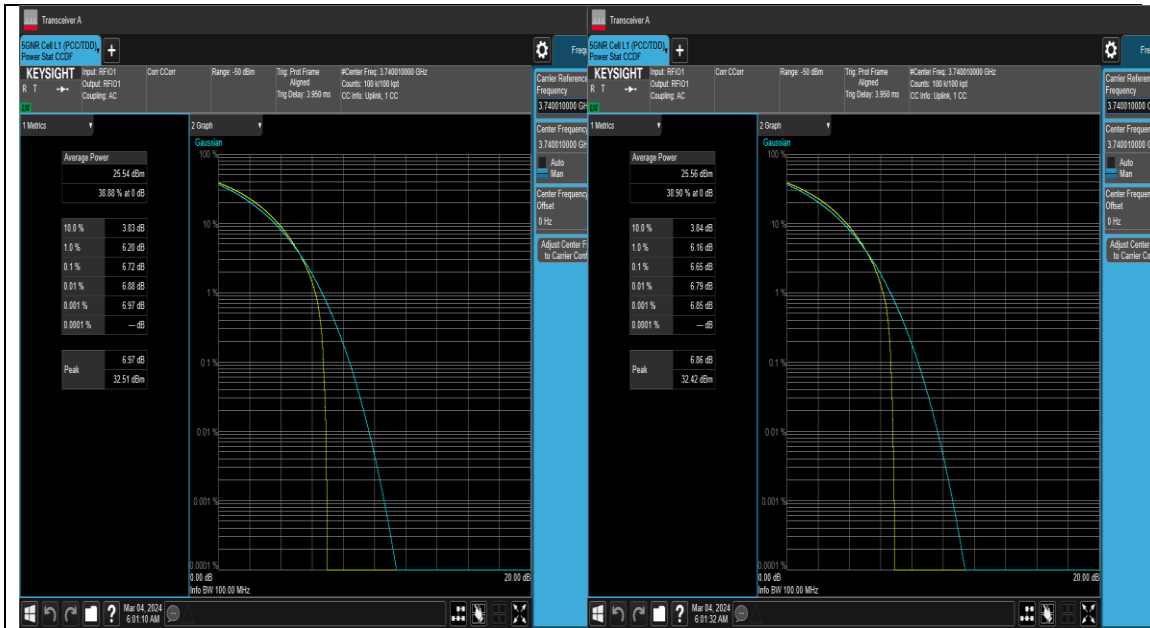 Transceiver A
5GNR Cell L1 (PCC/TDD),
Power Stat CCDF
+
KEYSIGHT
R T
Input: RFIO1
Output: RFIO1
Coupling: AC
Corr CCorr
Range: -50 dBm
Trig: Prot Frame
Aligned
Trig Delay: 3.950 ms
#Center Freq: 3.740010000 GHz
Counts: 100 k/100 kpt
CC Info: Uplink, 1 CC
1 Metrics
Average Power
25.54 dBm
38.88 % at 0 dB
10.0 % 3.83 dB
1.0 % 6.20 dB
0.1 % 6.72 dB
0.01 % 6.88 dB
0.001 % 6.97 dB
0.0001 % --- dB
Peak
6.97 dB
32.51 dBm
2 Graph
Gaussian
100 %
10 %
1 %
0.1 %
0.01 %
0.001 %
0.0001 %
0.00 dB
20.00 dB
Info BW 100.00 MHz
Carrier Reference
Frequency
3.740010000 GH
Center Frequency
3.740010000 GH
Auto
Man
Center Frequency
Offset
0 Hz
Adjust Center Fr
to Carrier Conf
?
Mar 04, 2024
6:01:10 AM
Transceiver A
5GNR Cell L1 (PCC/TDD),
Power Stat CCDF
+
Fre
KEYSIGHT
R T
Input: RFIO1
Output: RFIO1
Coupling: AC
Corr CCorr
Range: -50 dBm
Trig: Prot Frame
Aligned
Trig Delay: 3.950 ms
#Center Freq: 3.740010000 GHz
Counts: 100 k/100 kpt
CC Info: Uplink, 1 CC
1 Metrics
Average Power
25.56 dBm
38.90 % at 0 dB
10.0 % 3.84 dB
1.0 % 6.16 dB
0.1 % 6.65 dB
0.01 % 6.79 dB
0.001 % 6.85 dB
0.0001 % --- dB
Peak
6.86 dB
32.42 dBm
2 Graph
Gaussian
100 %
10 %
1 %
0.1 %
0.01 %
0.001 %
0.0001 %
0.00 dB
20.00 dB
Info BW 100.00 MHz
Carrier Referen
Frequency
3.740010000 G
Center Frequen
3.740010000 G
Auto
Man
Center Frequen
Offset
0 Hz
Adjust Center
to Carrier Co
?
Mar 04, 2024
6:01:32 AM